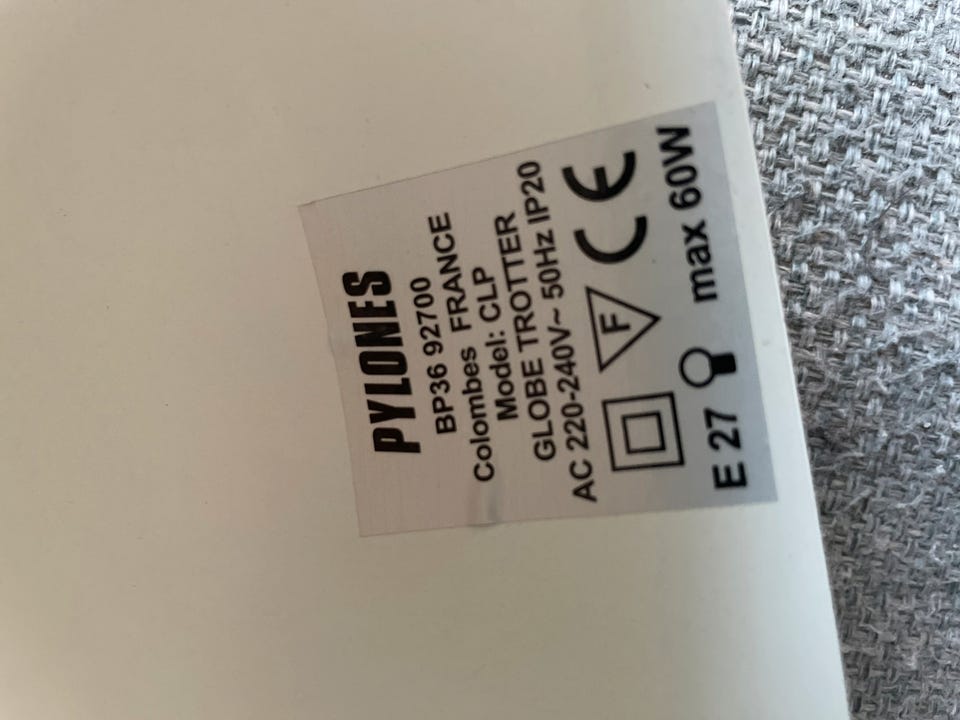 PYLONES
BP36 92700
Colombes FRANCE
Model: CLP
GLOBE TROTTER
AC 220-240V~ 50Hz IP20
F CE
E 27 max 60W